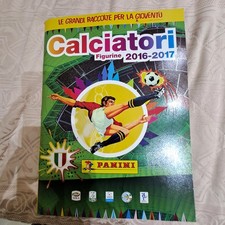 LE GRANDI RACCOLTE PER LA GIOVENTÙ
Calciatori
Figurine 2016-2017
PANINI